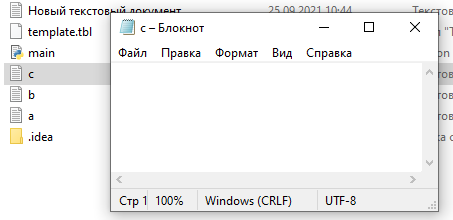 Новый текстовый документ 25.09.2021 10:44
template.tbl
main
c
b
a
.idea
c – Блокнот
Файл Правка Формат Вид Справка
Стр 1 100% Windows (CRLF) UTF-8